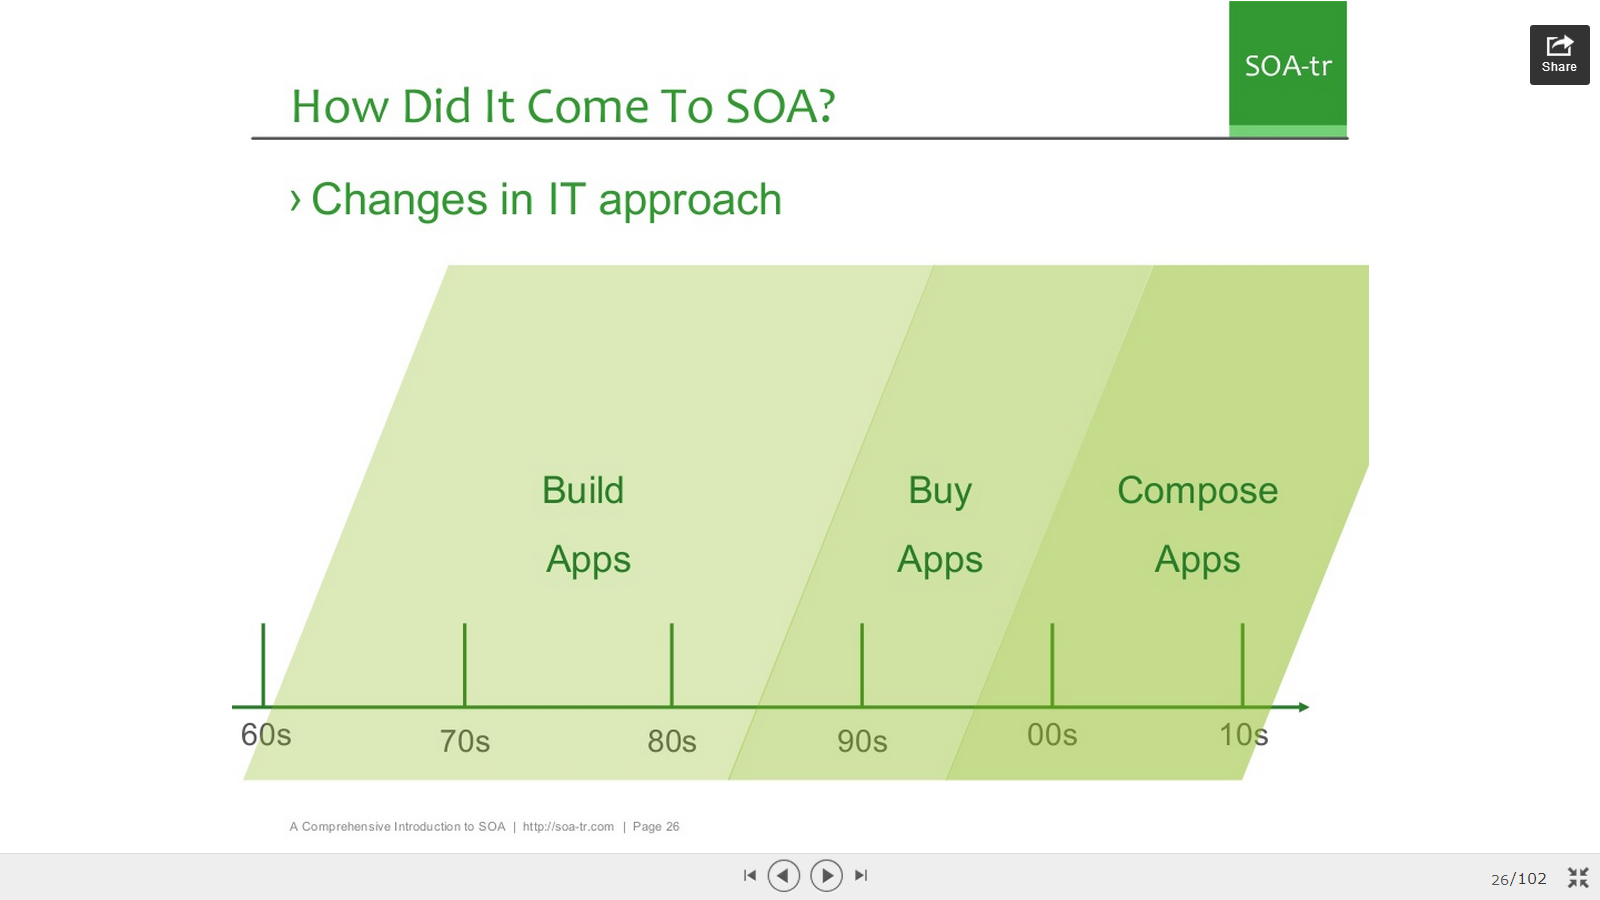 SOA-tr
Share
How Did It Come To SOA?
› Changes in IT approach
Build Apps
Buy Apps
Compose Apps
60s 70s 80s 90s 00s 10s
A Comprehensive Introduction to SOA | http://soa-tr.com | Page 26
26/102